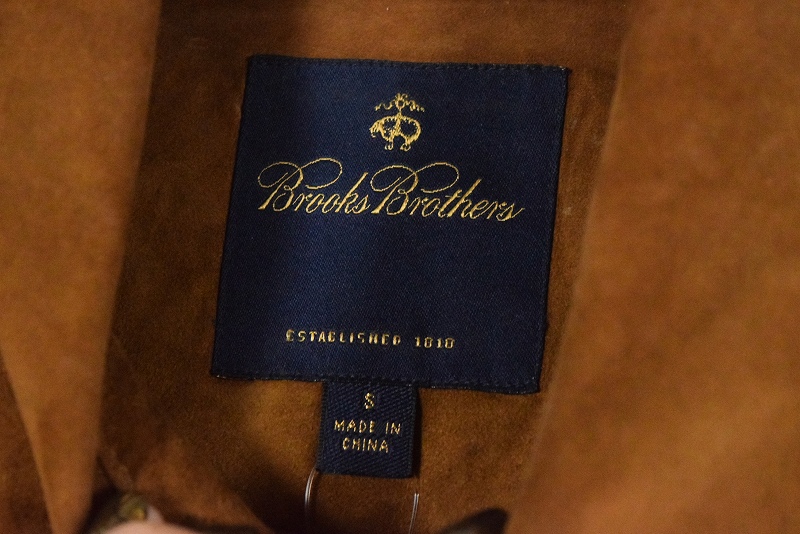 Brooks Brothers
ESTABLISHED 1818
S
MADE IN
CHINA